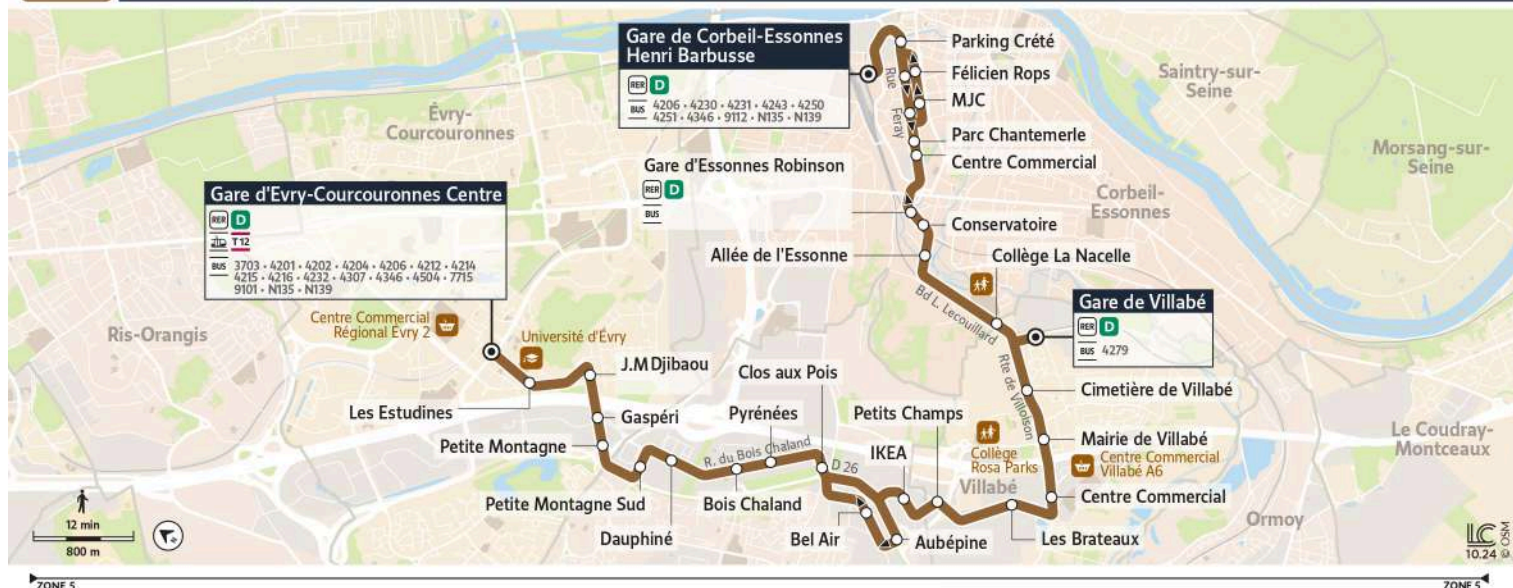 Gare de Corbeil-Essonnes
Henri Barbusse
RER D
BUS 4206 • 4230 • 4231 • 4243 • 4250
4251 • 4346 • 9112 • N135 • N139
Parking Crété
Félicien Rops
MJC
Parc Chantemerle
Centre Commercial
Rue Feray
Saintry-sur-
Seine
Morsang-sur-
Seine
Évry-
Courcouronnes
Corbeil-
Essonnes
Gare d'Essonnes Robinson
RER D
BUS
Gare d'Evry-Courcouronnes Centre
RER D
T12
BUS 3703 • 4201 • 4202 • 4204 • 4206 • 4212 • 4214
4215 • 4216 • 4232 • 4307 • 4346 • 4504 • 7715
9101 • N135 • N139
Conservatoire
Allée de l'Essonne
Collège La Nacelle
Bd L. Lecouillard
Gare de Villabé
RER D
BUS 4279
Ris-Orangis
Centre Commercial
Régional Évry 2
Université d'Évry
J.M Djibaou
Clos aux Pois
Rte de Villoison
Cimetière de Villabé
Les Estudines
Gaspéri
Pyrénées
Petits Champs
Petite Montagne
R. du Bois Chaland
D 26
IKEA
Collège
Rosa Parks
Mairie de Villabé
Centre Commercial
Villabé A6
Le Coudray-
Montceaux
Villabé
Petite Montagne Sud
Bois Chaland
Centre Commercial
Dauphiné
Bel Air
Aubépine
Les Brateaux
Ormoy
12 min
800 m
LC
10.24 © OSM
ZONE 5
ZONE 5